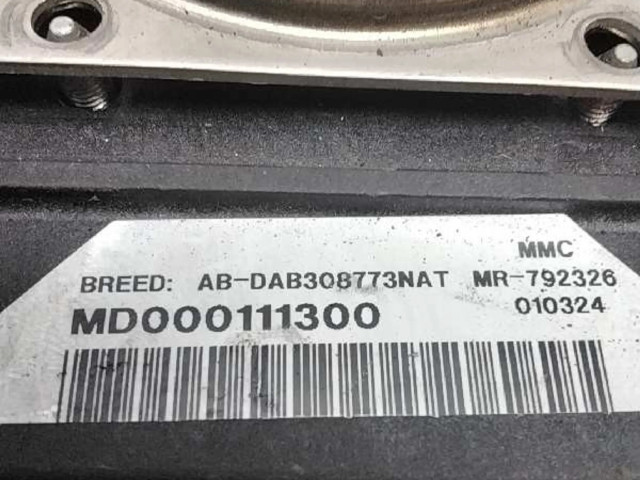 MMC
BREED: AB-DAB308773NAT MR-792326
MD000111300 010324